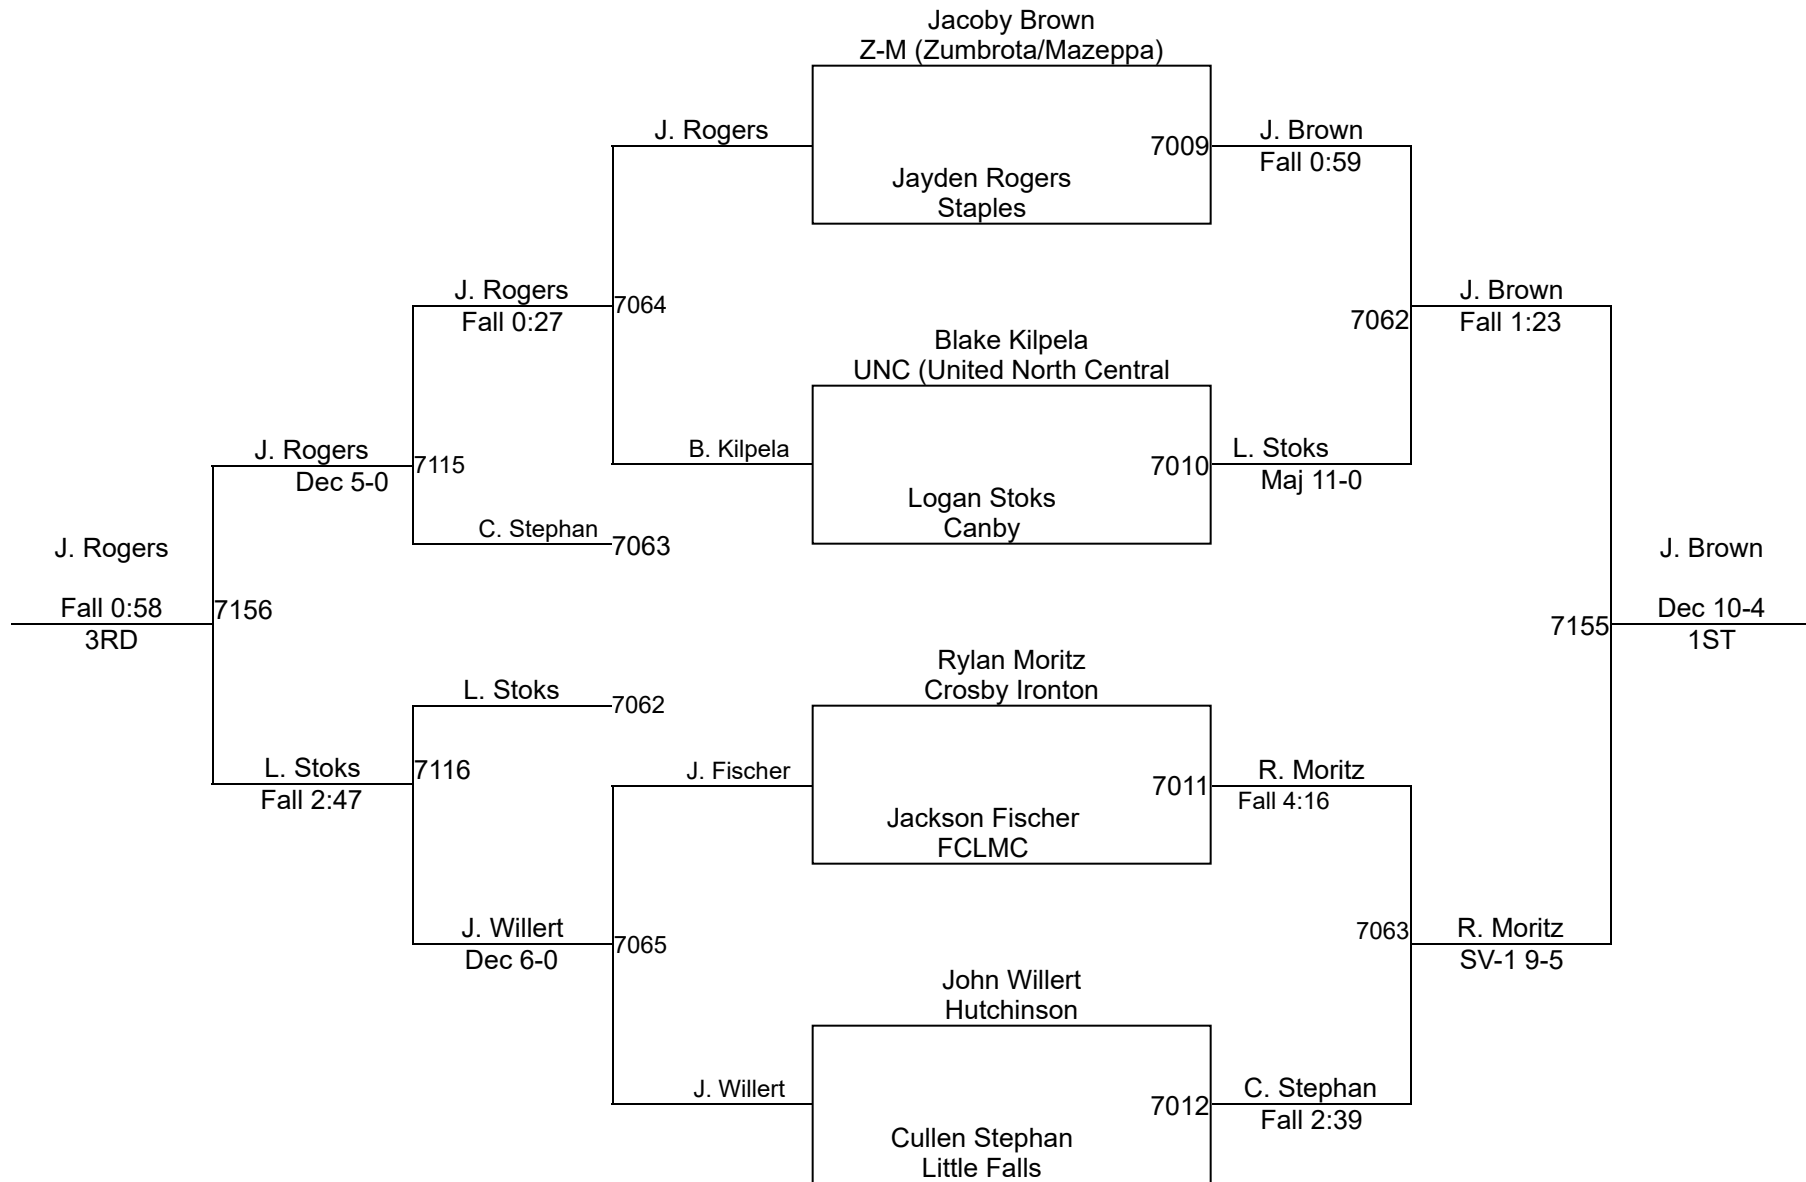 Jacoby Brown
Z-M (Zumbrota/Mazeppa)
J. Rogers
7009
J. Brown
Fall 0:59
Jayden Rogers
Staples
J. Rogers
Fall 0:27
7064
7062
J. Brown
Fall 1:23
Blake Kilpela
UNC (United North Central
J. Rogers
Dec 5-0
7115
B. Kilpela
7010
L. Stoks
Maj 11-0
Logan Stoks
Canby
C. Stephan
7063
J. Rogers
Fall 0:58
3RD
7156
7155
J. Brown
Dec 10-4
1ST
Rylan Moritz
Crosby Ironton
L. Stoks
7062
L. Stoks
Fall 2:47
7116
J. Fischer
7011
R. Moritz
Fall 4:16
Jackson Fischer
FCLMC
J. Willert
Dec 6-0
7065
7063
R. Moritz
SV-1 9-5
John Willert
Hutchinson
J. Willert
7012
C. Stephan
Fall 2:39
Cullen Stephan
Little Falls